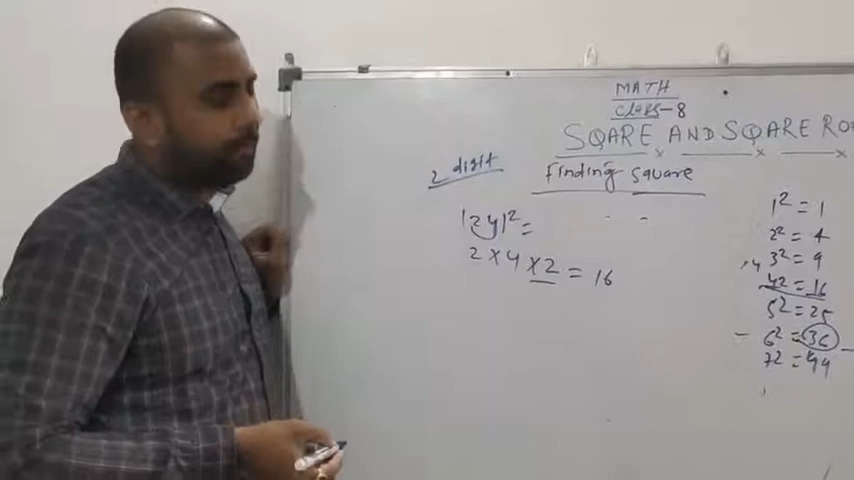 MATH
CLASS-8
SQARE AND SQUARE RO
Finding square
2 digit
|24|² =
2 × 4 × 2 = 16
1² = 1
2² = 4
3² = 9
4² = 16
5² = 25
6² = 36
7² = 49